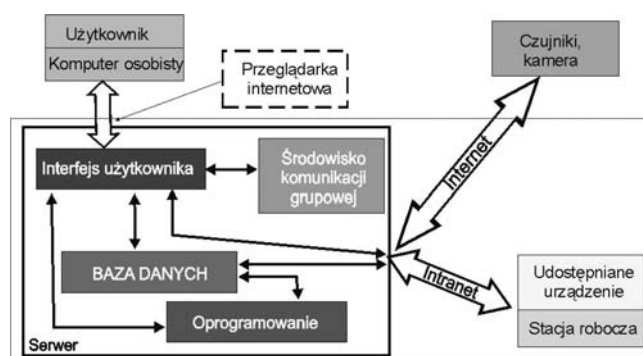 Użytkownik
Komputer osobisty
Przeglądarka
internetowa
Czujniki,
kamera
Interfejs użytkownika
Środowisko
komunikacji
grupowej
Internet
BAZA DANYCH
Intranet
Udostępniane
urządzenie
Oprogramowanie
Stacja robocza
Serwer